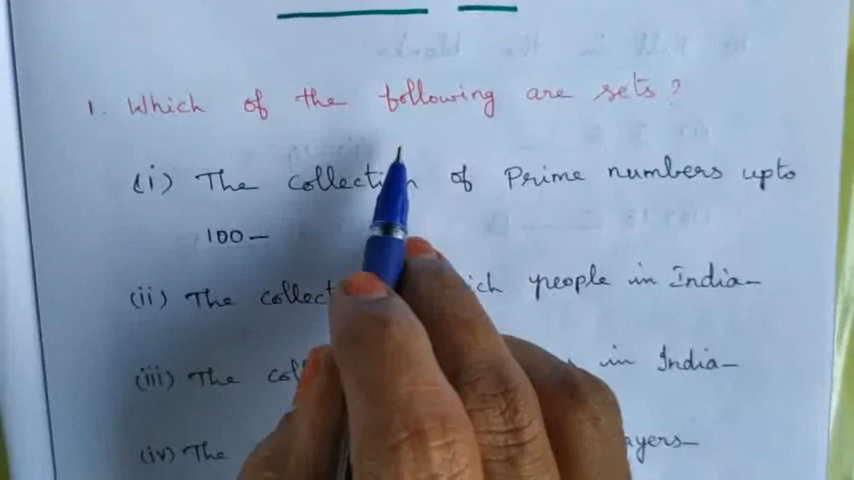 1. Which of the following are sets?
(i) The collection of Prime numbers upto
100-
(ii) The collect ich people in India-
(iii) The coll in India-
(iv) The ayers-